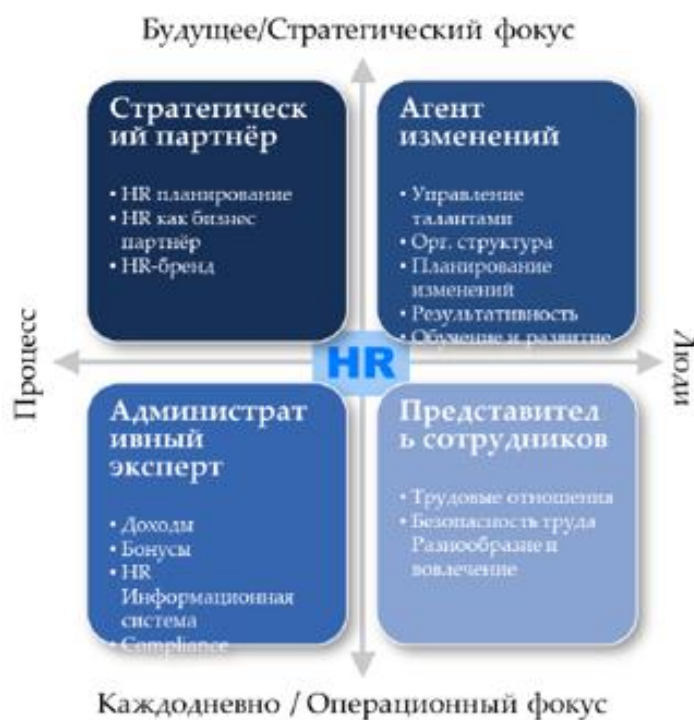 Будущее/Стратегический фокус
Стратегическ
ий партнёр
• HR планирование
• HR как бизнес
партнёр
• HR-бренд
Агент
изменений
• Управление
талантами
• Орг. структура
• Планирование
изменений
• Результативность
• Обучение и развитие
Процесс
HR
Люди
Администрат
ивный
эксперт
• Доходы
• Бонусы
• HR
Информационная
система
• Compliance
Представител
ь сотрудников
• Трудовые отношения
• Безопасность труда
Разнообразие и
вовлечение
Каждодневно / Операционный фокус